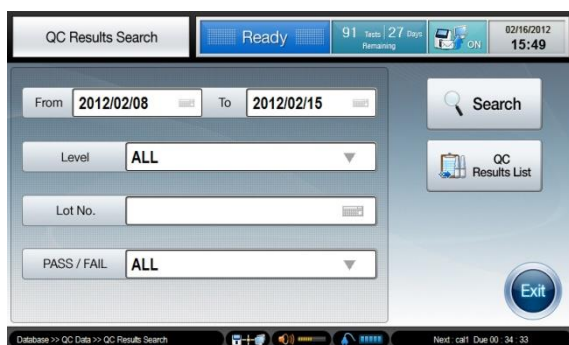 QC Results Search
Ready
91 Tests 27 Days
Remaining
ON
02/16/2012
15:49
From 2012/02/08 To 2012/02/15
Search
Level ALL
QC
Results List
Lot No.
PASS / FAIL ALL
Exit
Database >> QC Data >> QC Results Search
Next : cal1 Due 00 : 34 : 33